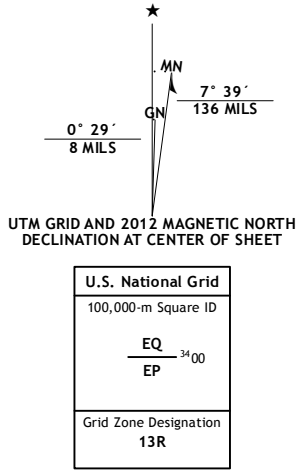 ★
MN
7° 39´
136 MILS
GN
0° 29´
8 MILS
UTM GRID AND 2012 MAGNETIC NORTH
DECLINATION AT CENTER OF SHEET
U.S. National Grid
100,000-m Square ID
EQ
3400
EP
Grid Zone Designation
13R